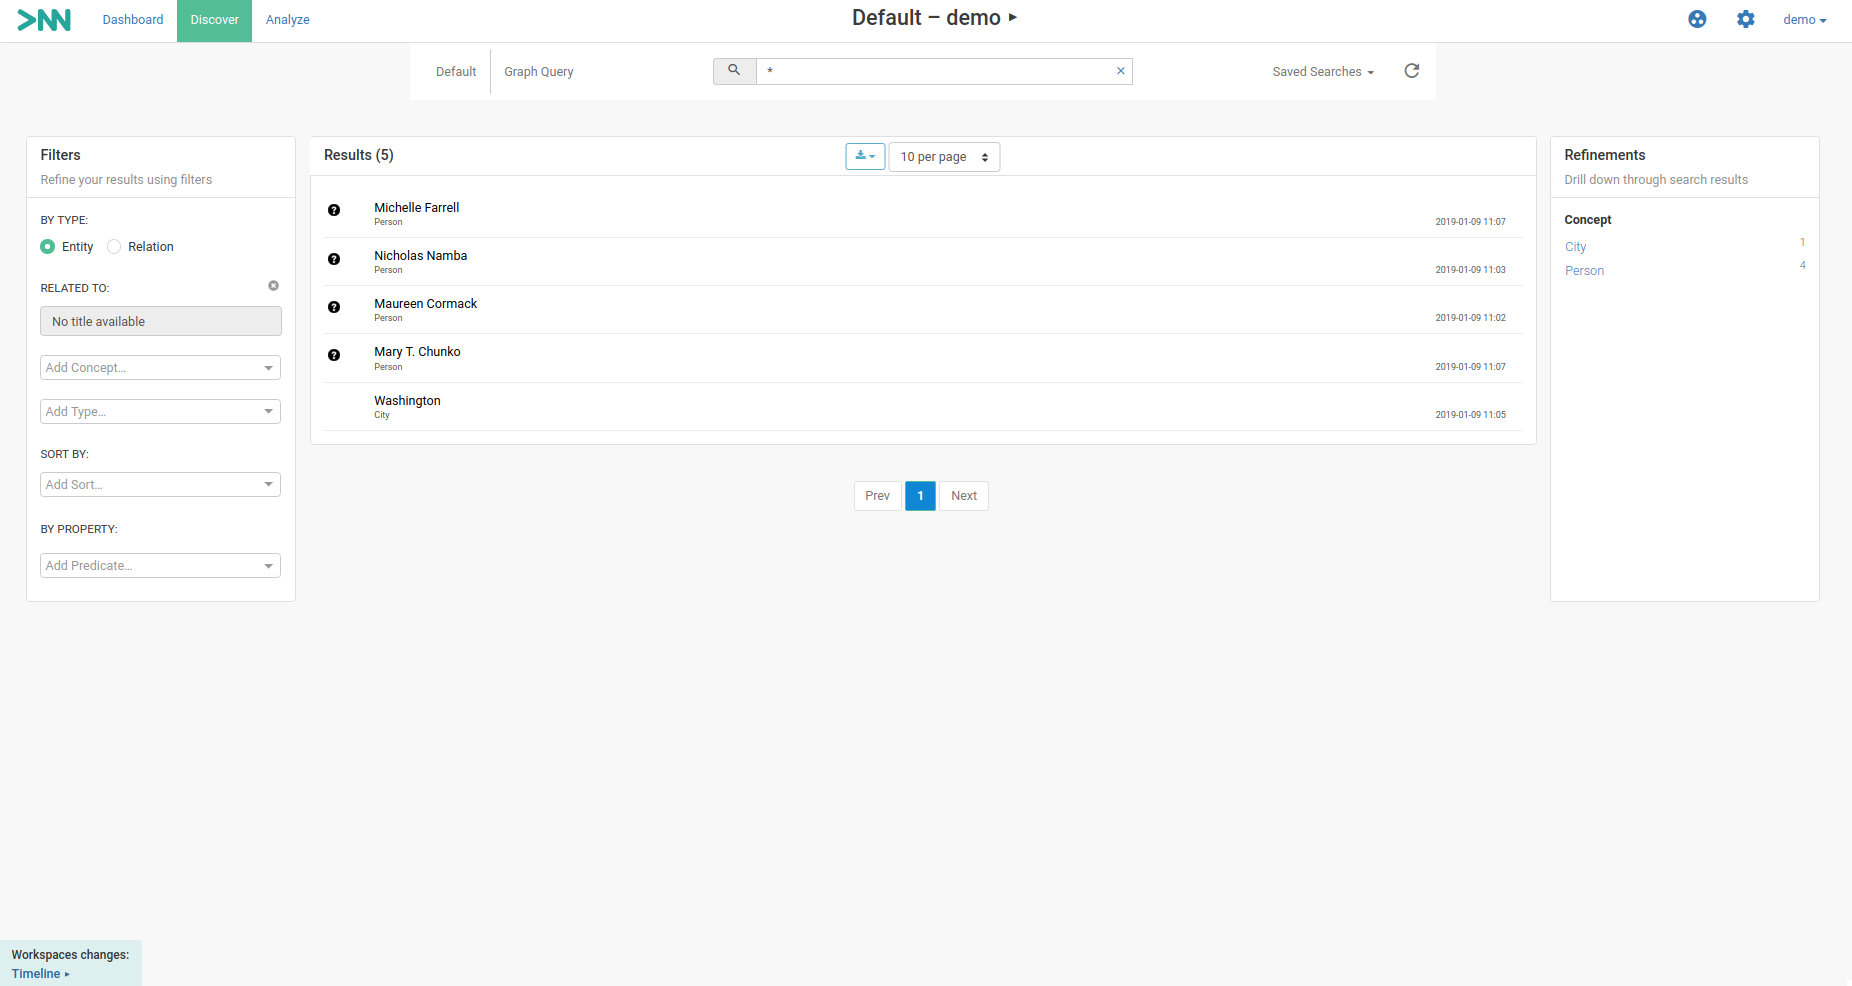 >NN Dashboard Discover Analyze Default – demo ▸ demo
Default Graph Query * × Saved Searches
Filters
Refine your results using filters
BY TYPE:
Entity Relation
RELATED TO:
No title available
Add Concept...
Add Type...
SORT BY:
Add Sort...
BY PROPERTY:
Add Predicate...
Results (5) 10 per page
Michelle Farrell
Person 2019-01-09 11:07
Nicholas Namba
Person 2019-01-09 11:03
Maureen Cormack
Person 2019-01-09 11:02
Mary T. Chunko
Person 2019-01-09 11:07
Washington
City 2019-01-09 11:05
Prev 1 Next
Refinements
Drill down through search results
Concept
City 1
Person 4
Workspaces changes:
Timeline ▸